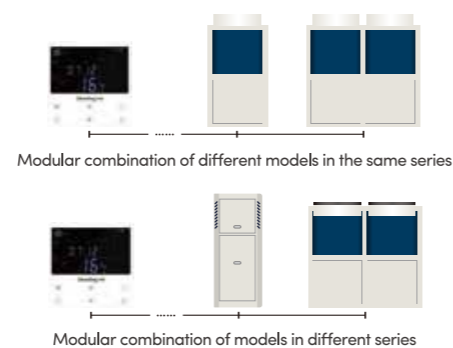 Modular combination of different models in the same series
Modular combination of models in different series